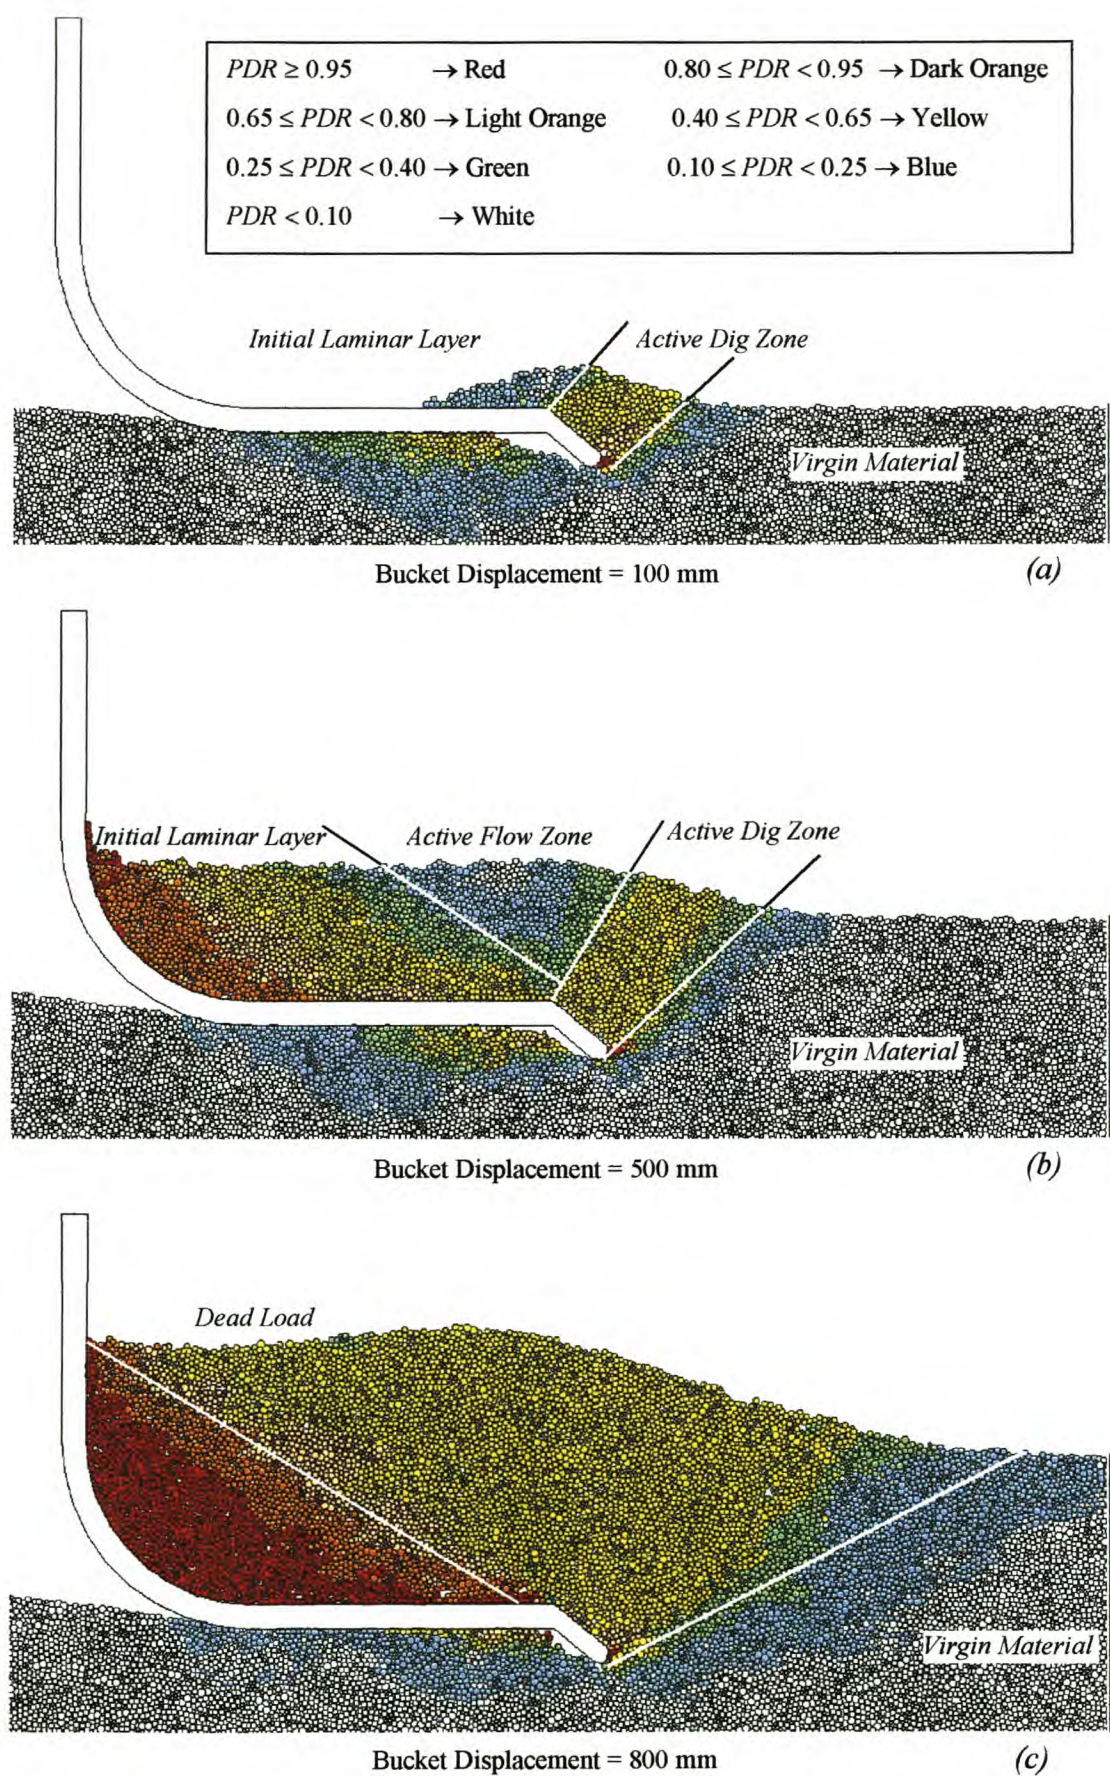 PDR ≥ 0.95 → Red 0.80 ≤ PDR < 0.95 → Dark Orange
0.65 ≤ PDR < 0.80 → Light Orange 0.40 ≤ PDR < 0.65 → Yellow
0.25 ≤ PDR < 0.40 → Green 0.10 ≤ PDR < 0.25 → Blue
PDR < 0.10 → White
Initial Laminar Layer Active Dig Zone
Virgin Material
Bucket Displacement = 100 mm (a)
Initial Laminar Layer Active Flow Zone Active Dig Zone
Virgin Material
Bucket Displacement = 500 mm (b)
Dead Load
Virgin Material
Bucket Displacement = 800 mm (c)